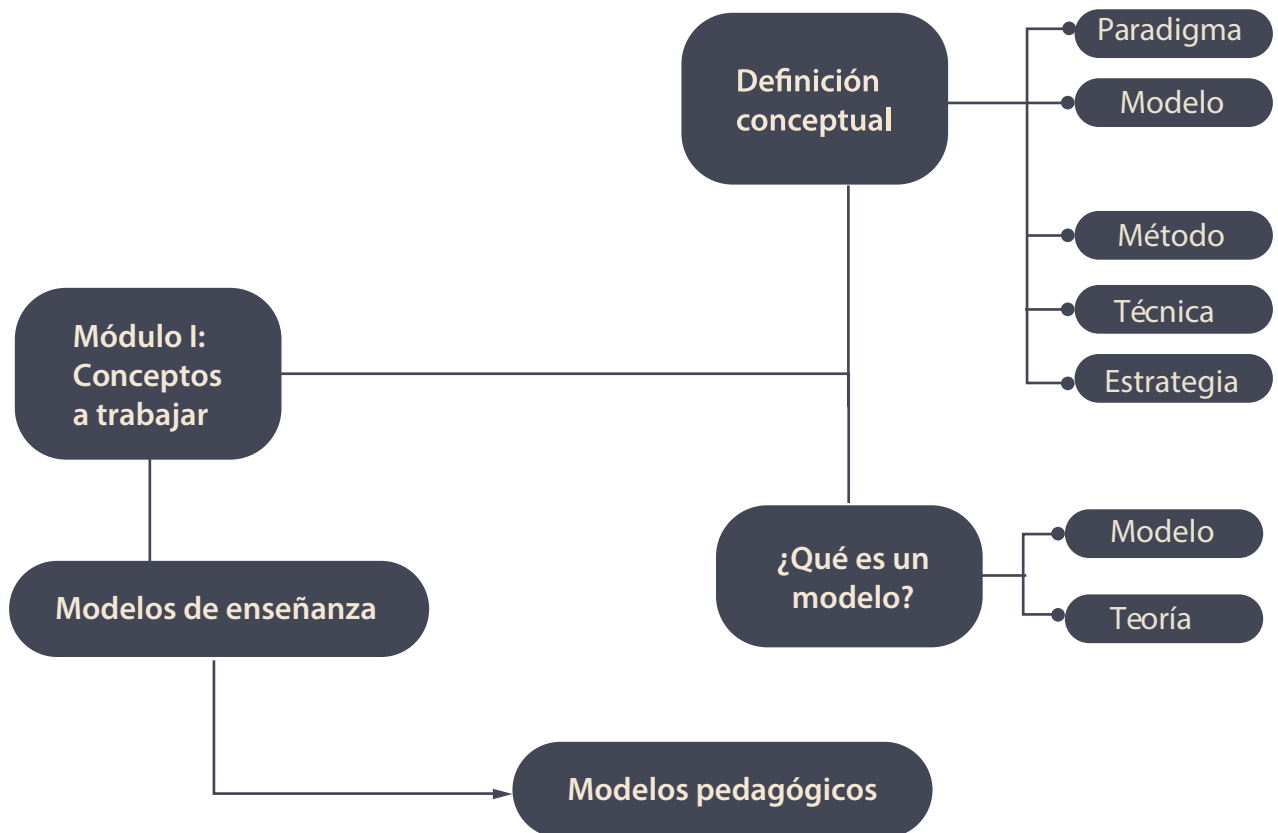 Definición
conceptual
Paradigma
Modelo
Método
Técnica
Estrategia
Módulo I:
Conceptos
a trabajar
¿Qué es un
modelo?
Modelo
Teoría
Modelos de enseñanza
Modelos pedagógicos